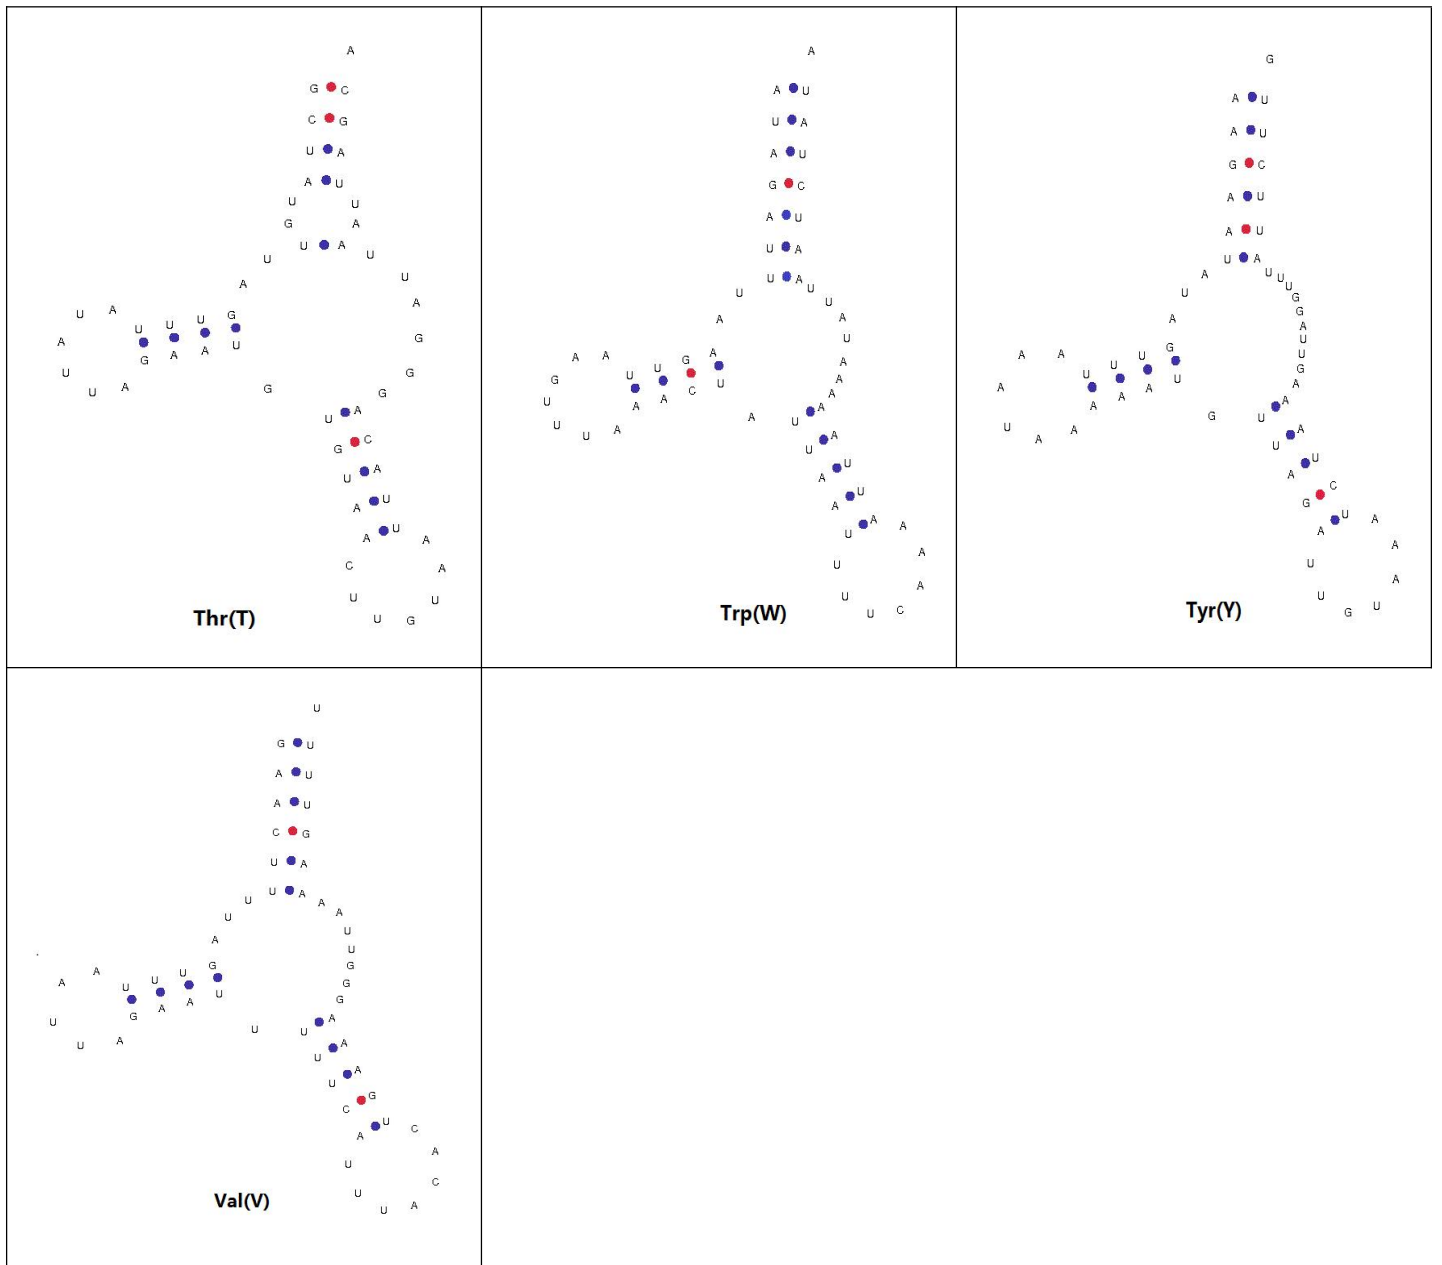 A
G C
C G
U A
A U
U U
G A
U U A U
A U
A
U A U U U G
A G A A U G
U U A G G
U A
G C
U A
A U
A U A
C A
U U
U G
Thr(T)
A
A U
U A
A U
G C
A U
U A
U A
U U U
A A U
A A U U G A A
G A A C U A
U U U A A U A
U A
A U
A U
U A A
U A
U A
U C
Trp(W)
G
A U
A U
G C
A U
A U
U A
A U U U
U G
A G A
U U
A A U U U G G
A A A A U A
U A A G U A
U A
A U
G C
A U A
U A
U A
G U
Tyr(Y)
U
G U
A U
A U
C G
U A
U U A A
U A
A U U
A A U U U G G
G A A U G
U U A U G
U A
U A
U A
C G
A U C
U A
U C
U A
Val(V)